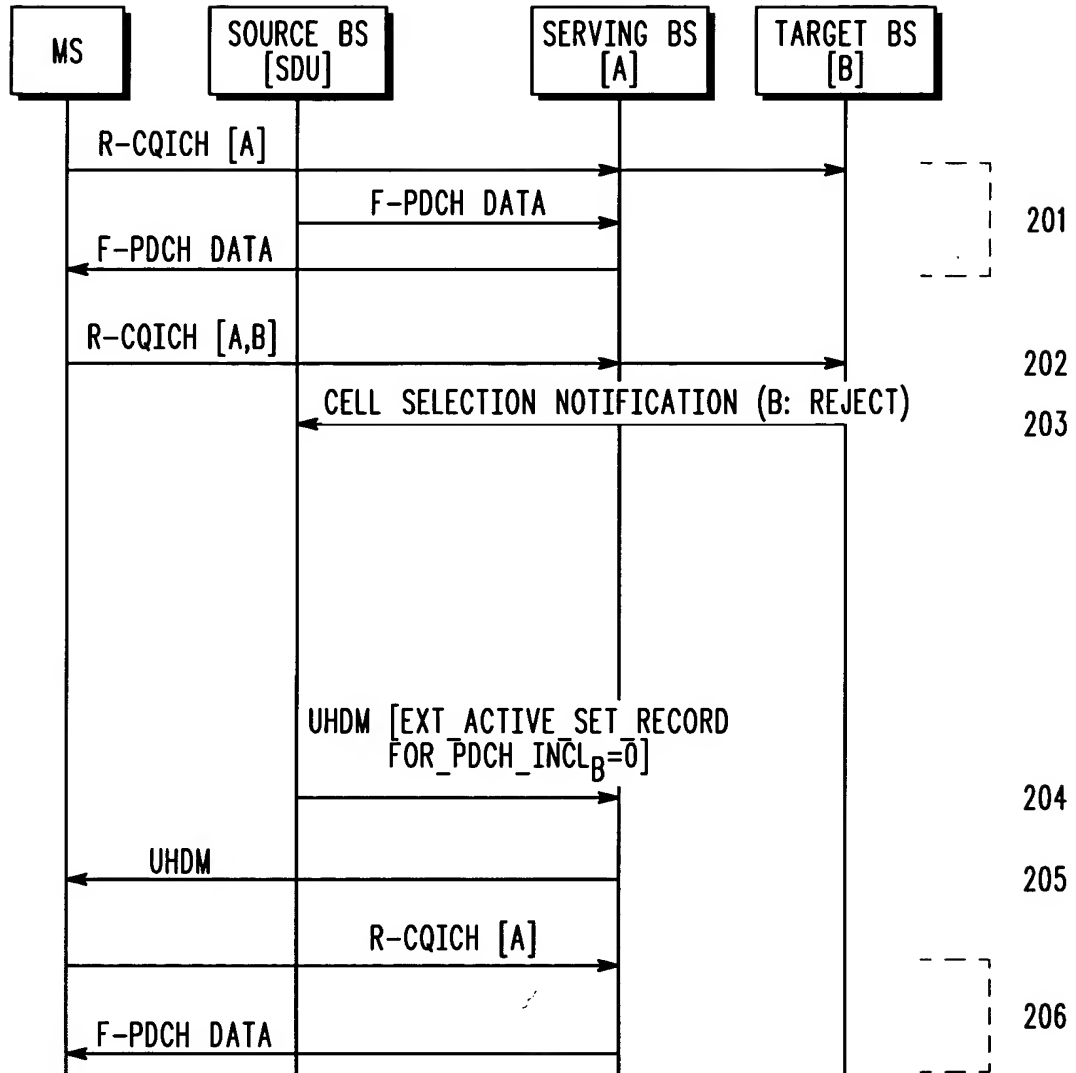 MS
SOURCE BS
[SDU]
SERVING BS
[A]
TARGET BS
[B]
R-CQICH [A]
F-PDCH DATA
201
F-PDCH DATA
R-CQICH [A,B]
202
CELL SELECTION NOTIFICATION (B: REJECT)
203
UHDM [EXT_ACTIVE_SET_RECORD
FOR_PDCH_INCLB=0]
204
UHDM
205
R-CQICH [A]
206
F-PDCH DATA